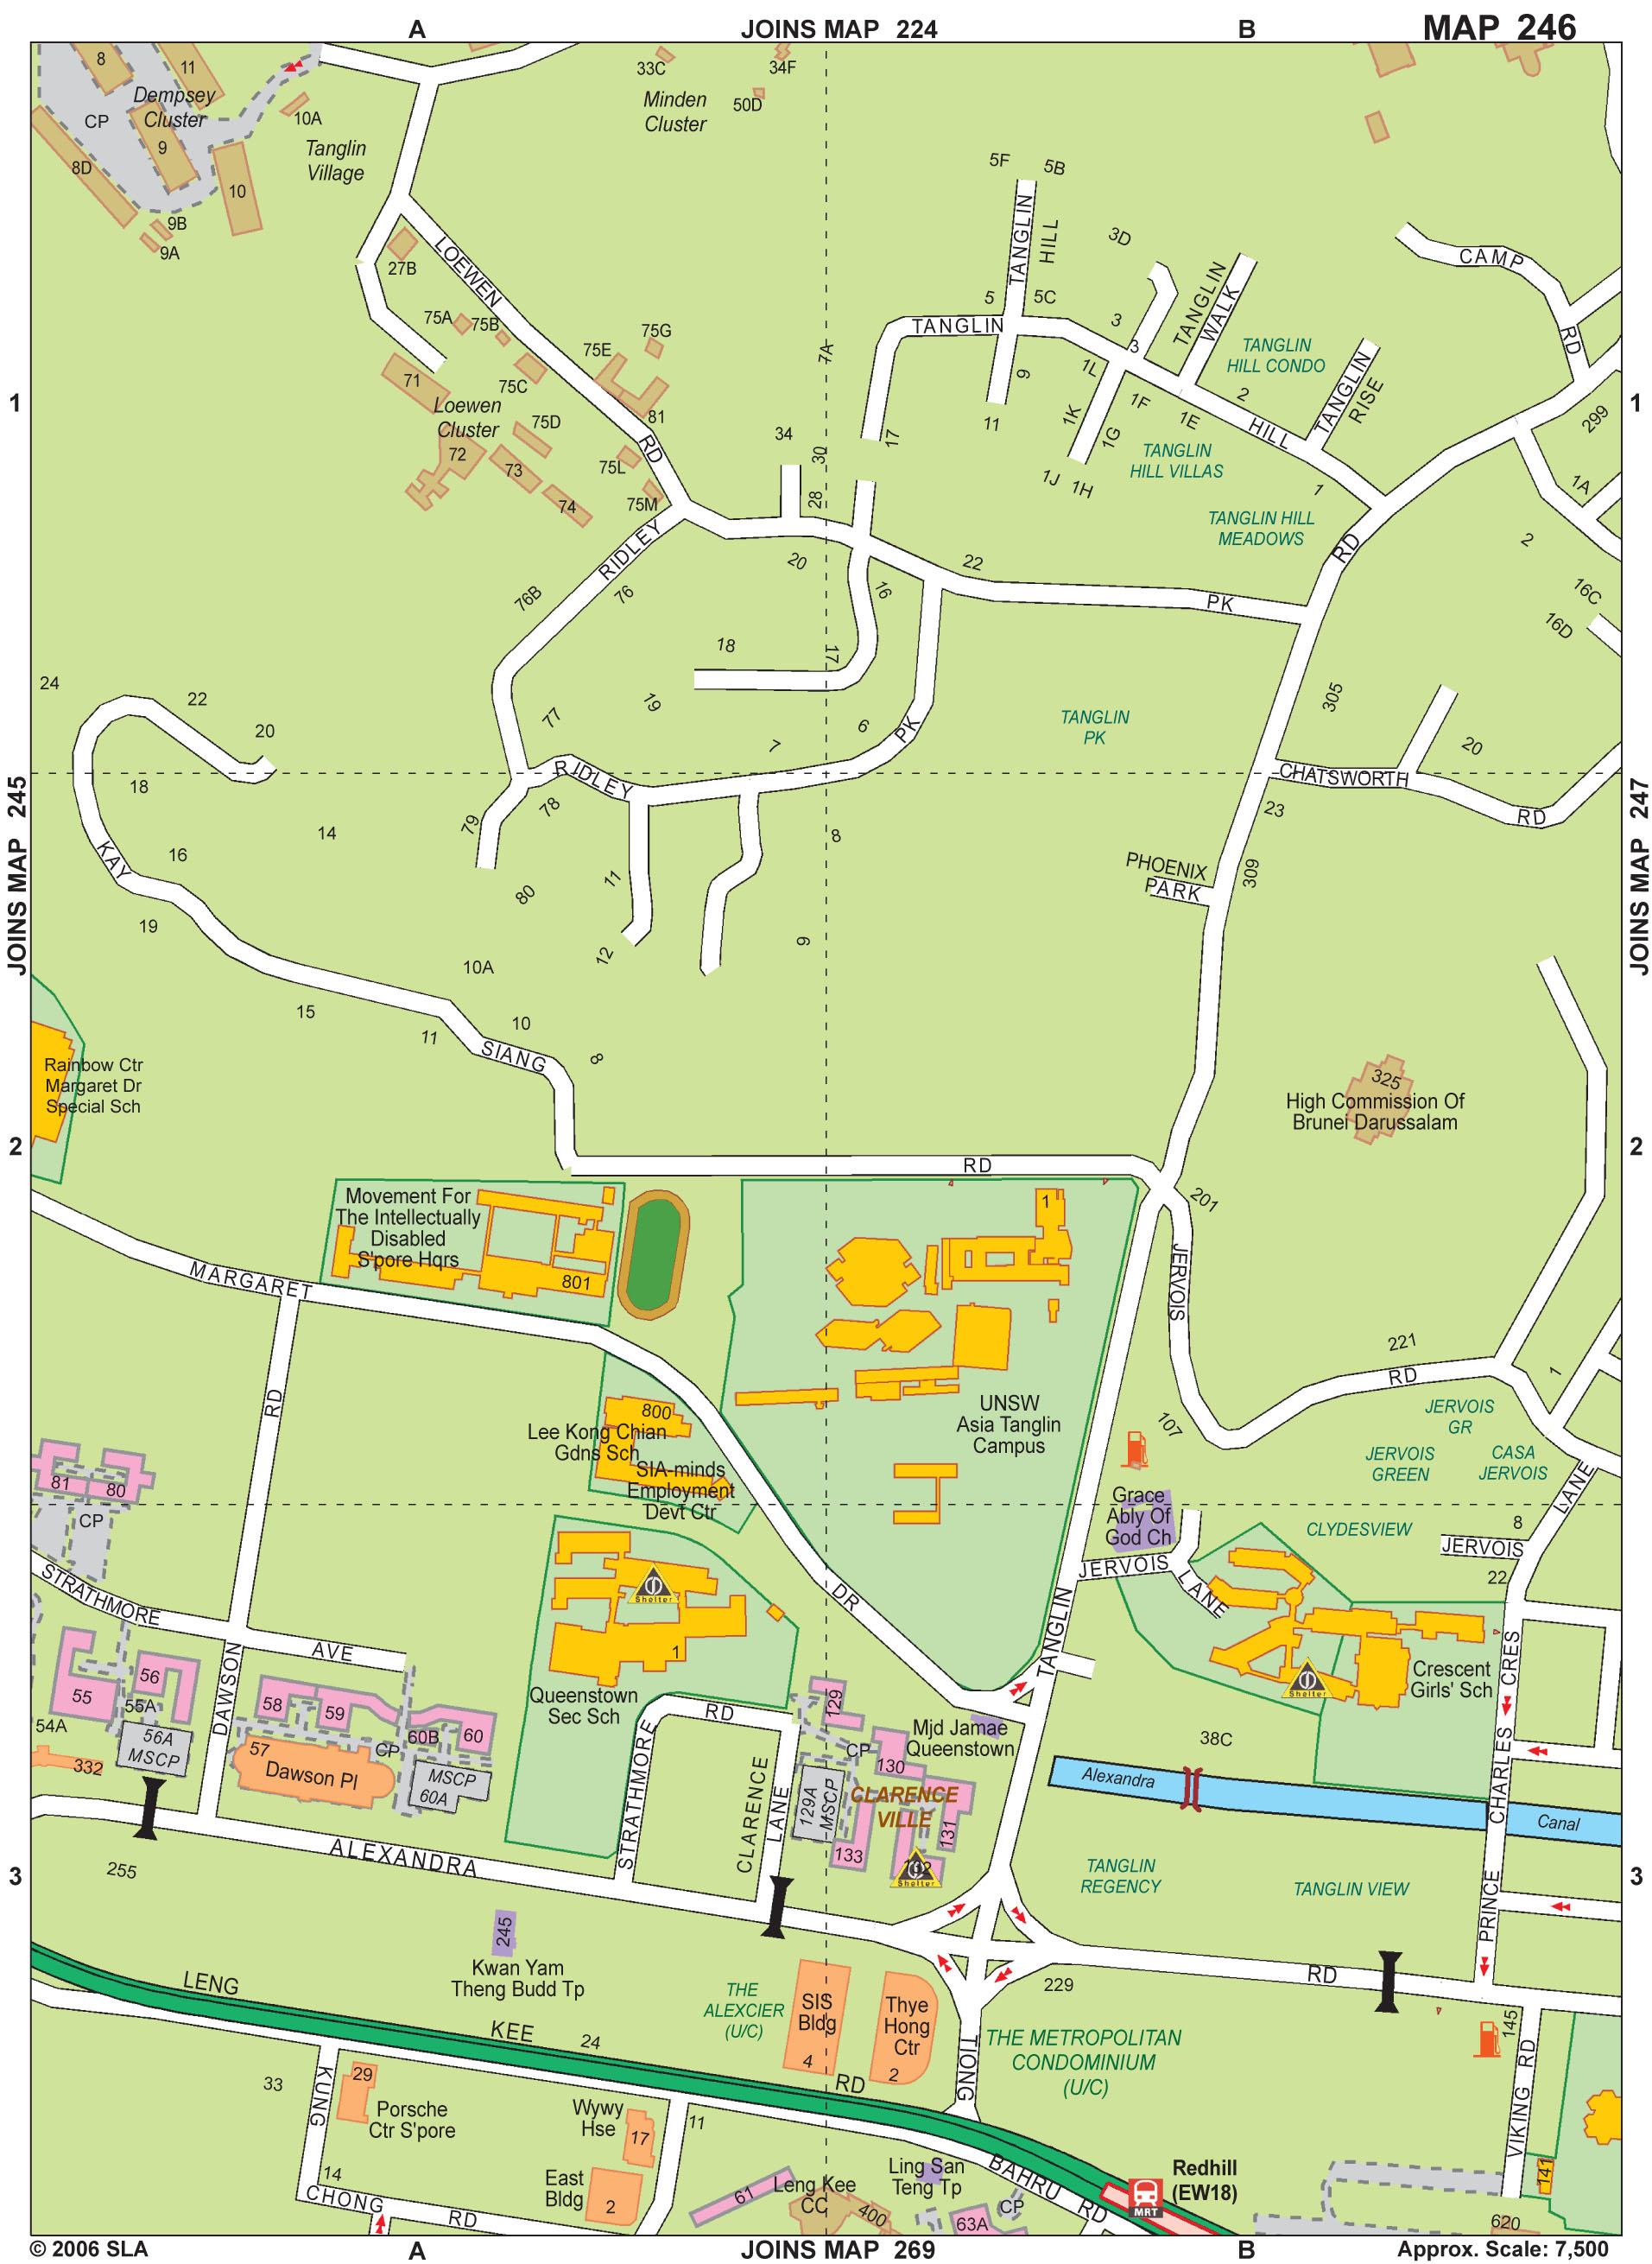 A
JOINS MAP 224
B
MAP 246
8
11
Dempsey
Cluster
CP
9
8D
10A
10
9B
9A
Tanglin
Village
33C
34F
50D
Minden
Cluster
27B
LOEWEN
75A
75B
75G
75E
75C
71
Loewen
Cluster
81
75D
72
73
75L
RD
74
75M
5F
5B
TANGLIN
HILL
3D
5
5C
TANGLIN
3
3
TANGLIN
WALK
TANGLIN
HILL CONDO
CAMP
RD
7A
1L
9
1K
1F
2
1E
HILL
TANGLIN
RISE
11
1G
299
1
1
34
30
17
28
TANGLIN
HILL VILLAS
1J
1H
1
TANGLIN HILL
MEADOWS
RD
1A
2
RIDLEY
20
16
22
PK
76B
76
16C
16D
18
17
24
22
20
77
19
6
PK
7
TANGLIN
PK
305
20
18
RIDLEY
CHATSWORTH
RD
JOINS MAP 245
JOINS MAP 247
79
78
8
23
14
KAY
16
80
11
PHOENIX
PARK
309
19
12
9
10A
15
11
10
SIANG
8
Rainbow Ctr
Margaret Dr
Special Sch
325
High Commission Of
Brunei Darussalam
2
2
RD
Movement For
The Intellectually
Disabled
S'pore Hqrs
801
1
201
MARGARET
JERVOIS
221
RD
1
RD
800
Lee Kong Chian
Gdns Sch
SIA-minds
Employment
Devt Ctr
UNSW
Asia Tanglin
Campus
107
JERVOIS
GR
JERVOIS
GREEN
CASA
JERVOIS
LANE
81
80
CP
Grace
Ably Of
God Ch
CLYDESVIEW
8
JERVOIS
22
STRATHMORE
AVE
DR
JERVOIS
LANE
Shelter
1
Queenstown
Sec Sch
TANGLIN
Shelter
Crescent
Girls' Sch
CRES
55
56
55A
54A
56A
MSCP
DAWSON
58
59
60B
60
CP
57
Dawson Pl
MSCP
60A
332
RD
STRATHMORE
CLARENCE
LANE
129
CP
130
129A
MSCP
CLARENCE
VILLE
131
133
Shelter
Mjd Jamae
Queenstown
38C
Alexandra
Canal
CHARLES
PRINCE
3
3
255
ALEXANDRA
TANGLIN
REGENCY
TANGLIN VIEW
245
Kwan Yam
Theng Budd Tp
LENG
KEE
24
THE
ALEXCIER
(U/C)
SIS
Bldg
4
Thye
Hong
Ctr
2
229
RD
TIONG
THE METROPOLITAN
CONDOMINIUM
(U/C)
145
VIKING RD
RD
33
KUNG
29
Porsche
Ctr S'pore
Wywy
Hse
17
11
14
CHONG
RD
East
Bldg
2
61
Leng Kee
CC
400
Ling San
Teng Tp
63A
CP
BAHRU
RD
MRT
Redhill
(EW18)
141
620
© 2006 SLA
A
JOINS MAP 269
B
Approx. Scale: 7,500